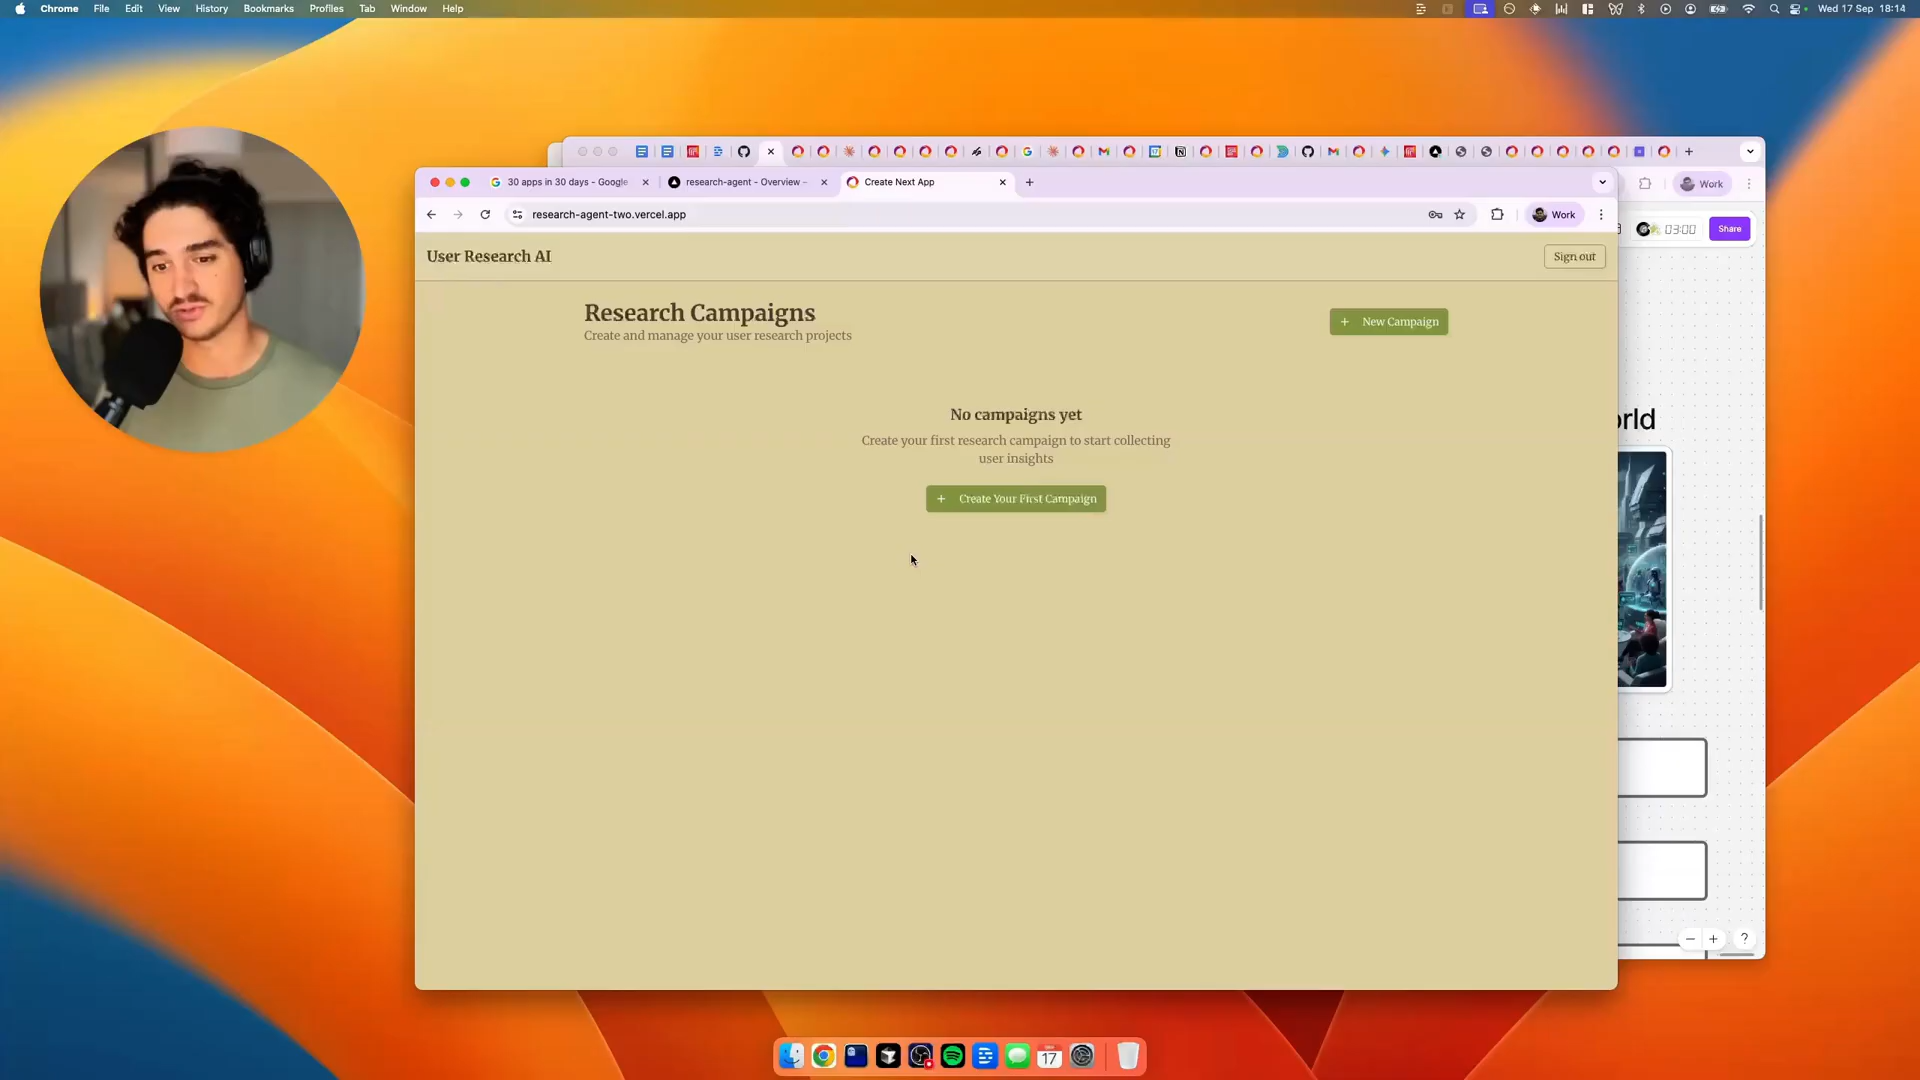 Chrome File Edit View History Bookmarks Profiles Tab Window Help
Wed 17 Sep 18:14
Work
30 apps in 30 days - Google
research-agent - Overview –
Create Next App
research-agent-two.vercel.app
Work
03:00
Share
User Research AI
Sign out
Research Campaigns
Create and manage your user research projects
+ New Campaign
No campaigns yet
Create your first research campaign to start collecting
user insights
+ Create Your First Campaign
17